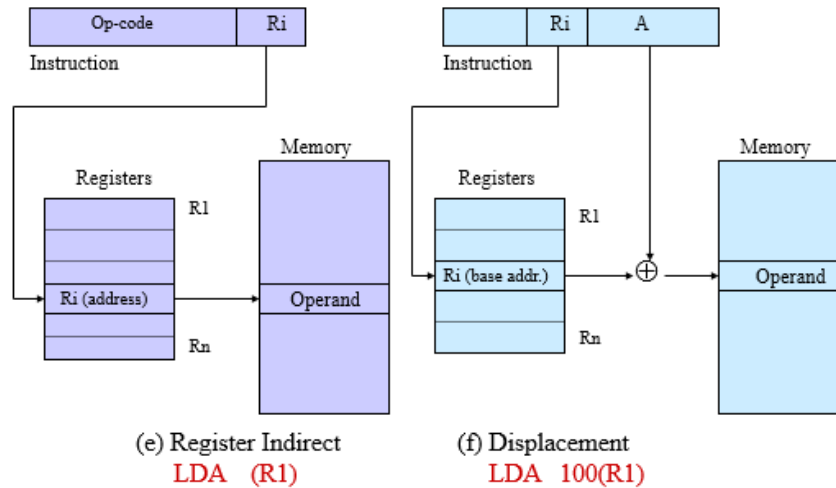 Op-code Ri
Instruction
Memory
Registers
R1
Ri (address)
Operand
Rn
(e) Register Indirect
LDA (R1)
Ri A
Instruction
Memory
Registers
R1
Ri (base addr.)
Operand
Rn
(f) Displacement
LDA 100(R1)